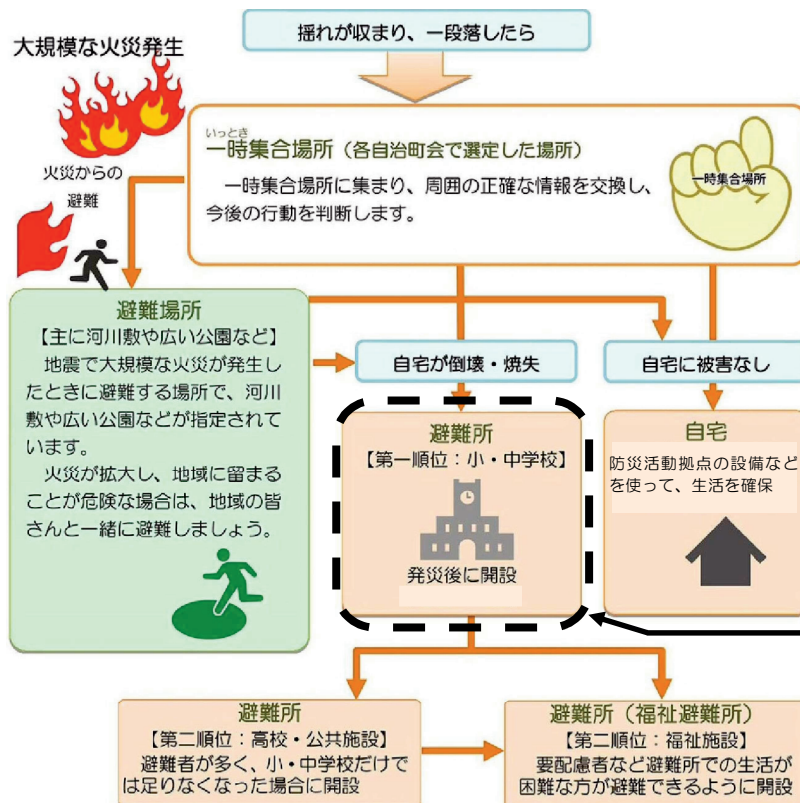 揺れが収まり、一段落したら
大規模な火災発生
いっとき
一時集合場所（各自治町会で選定した場所）
一時集合場所に集まり、周囲の正確な情報を交換し、
今後の行動を判断します。
一時集合場所
火災からの
避難
避難場所
【主に河川敷や広い公園など】
地震で大規模な火災が発生し
たときに避難する場所で、河川
敷や広い公園などが指定されて
います。
火災が拡大し、地域に留まる
ことが危険な場合は、地域の皆
さんと一緒に避難しましょう。
自宅が倒壊・焼失
自宅に被害なし
避難所
【第一順位：小・中学校】
発災後に開設
自宅
防災活動拠点の設備など
を使って、生活を確保
避難所
【第二順位：高校・公共施設】
避難者が多く、小・中学校だけで
は足りなくなった場合に開設
避難所（福祉避難所）
【第二順位：福祉施設】
要配慮者など避難所での生活が
困難な方が避難できるように開設